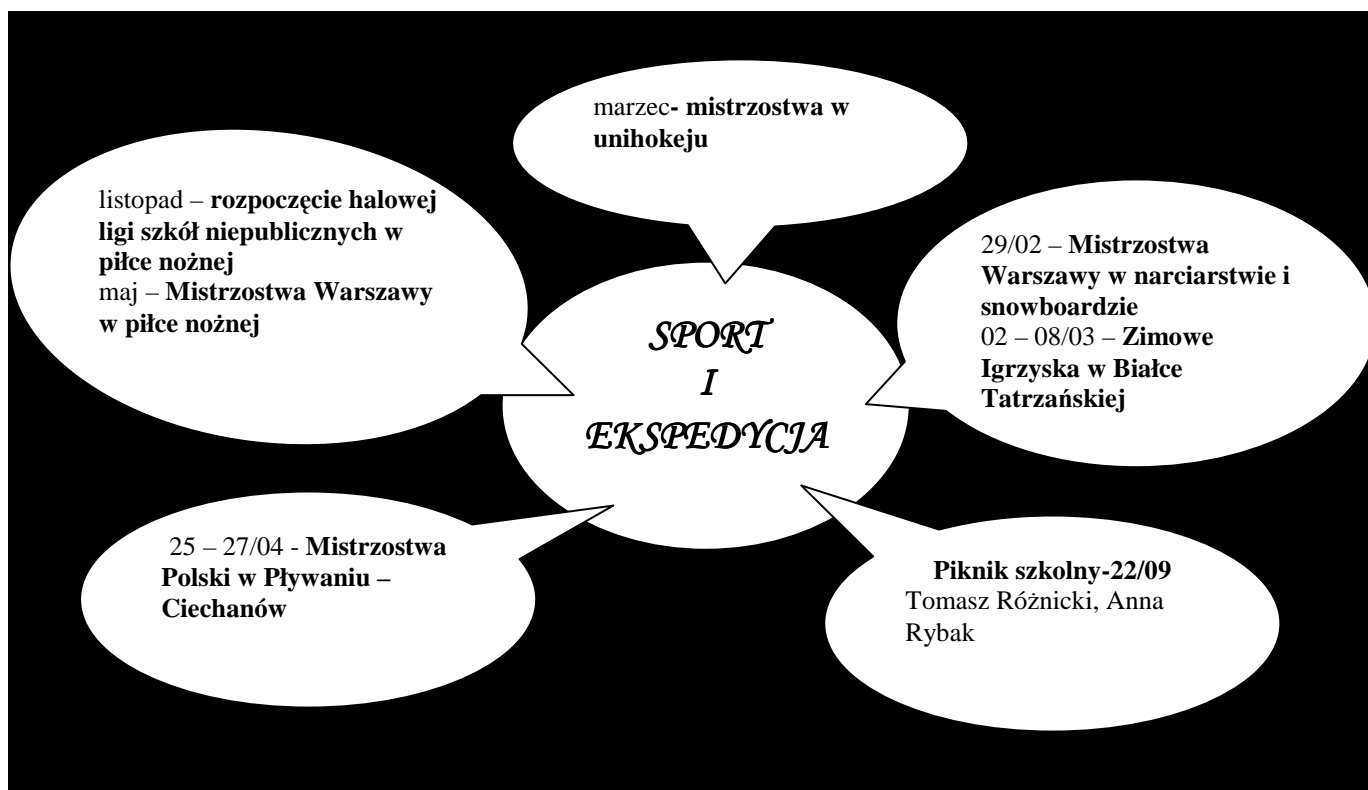 marzec- mistrzostwa w
unihokeju
listopad – rozpoczęcie halowej
ligi szkół niepublicznych w
piłce nożnej
maj – Mistrzostwa Warszawy
w piłce nożnej
29/02 – Mistrzostwa
Warszawy w narciarstwie i
snowboardzie
02 – 08/03 – Zimowe
Igrzyska w Białce
Tatrzańskiej
SPORT
I
EKSPEDYCJA
25 – 27/04 - Mistrzostwa
Polski w Pływaniu –
Ciechanów
Piknik szkolny-22/09
Tomasz Różnicki, Anna
Rybak